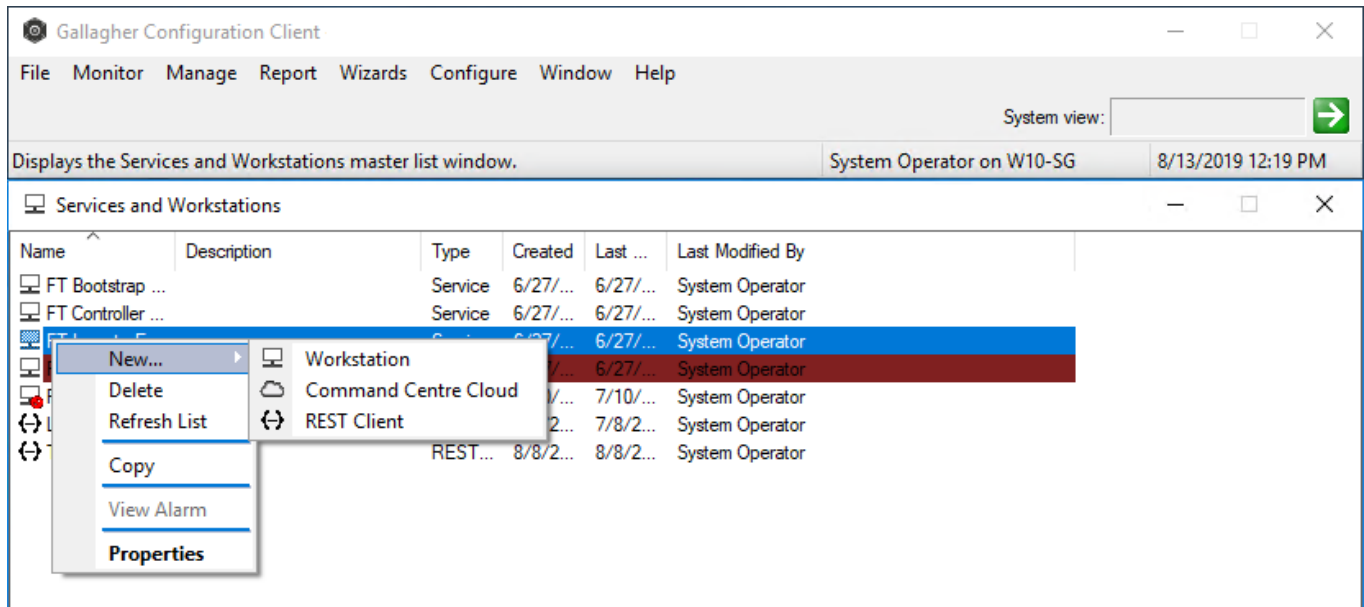 Gallagher Configuration Client
File Monitor Manage Report Wizards Configure Window Help
System view:
Displays the Services and Workstations master list window. System Operator on W10-SG 8/13/2019 12:19 PM
Services and Workstations
Name Description Type Created Last ... Last Modified By
FT Bootstrap ... Service 6/27/... 6/27/... System Operator
FT Controller ... Service 6/27/... 6/27/... System Operator
6/27/... System Operator
6/27/... System Operator
7/10/... System Operator
7/8/2... System Operator
REST... 8/8/2... 8/8/2... System Operator
New...
Delete
Refresh List
Copy
View Alarm
Properties
Workstation
Command Centre Cloud
REST Client